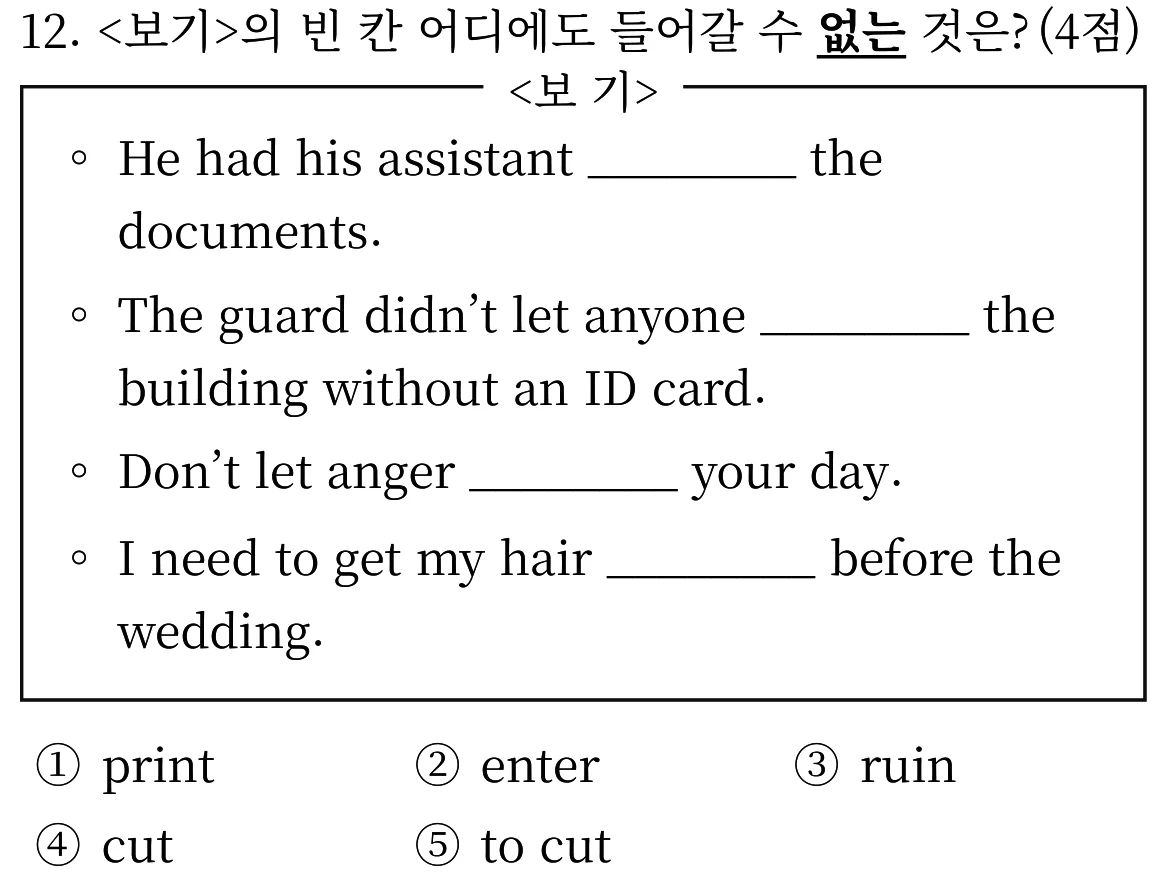 12. <보기>의 빈 칸 어디에도 들어갈 수 없는 것은?(4점)
<보 기>
◦ He had his assistant ________ the
documents.
◦ The guard didn’t let anyone ________ the
building without an ID card.
◦ Don’t let anger ________ your day.
◦ I need to get my hair ________ before the
wedding.
① print ② enter ③ ruin
④ cut ⑤ to cut